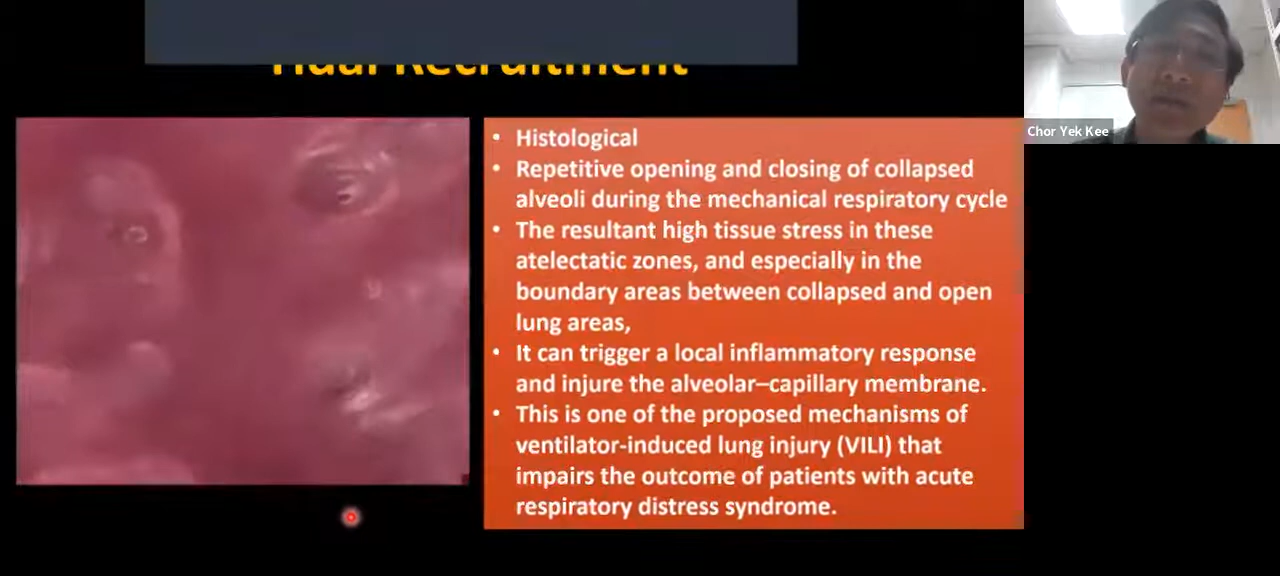 Tidal Recruitment
Chor Yek Kee
• Histological
• Repetitive opening and closing of collapsed
alveoli during the mechanical respiratory cycle
• The resultant high tissue stress in these
atelectatic zones, and especially in the
boundary areas between collapsed and open
lung areas,
• It can trigger a local inflammatory response
and injure the alveolar–capillary membrane.
• This is one of the proposed mechanisms of
ventilator-induced lung injury (VILI) that
impairs the outcome of patients with acute
respiratory distress syndrome.